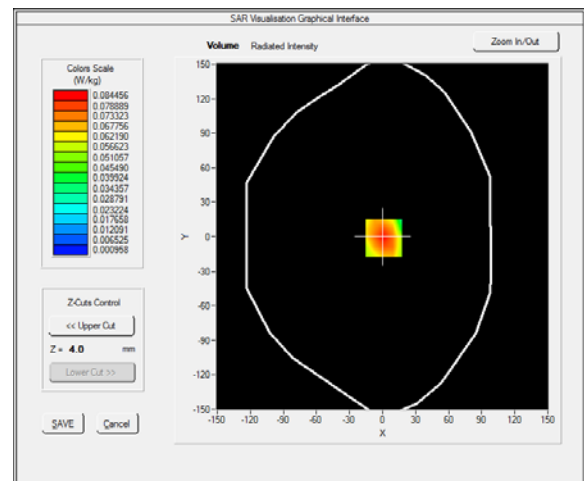 SAR Visualisation Graphical Interface
Volume Radiated Intensity
Zoom In/Out
Colors Scale
(W/kg)
0.084456
0.078889
0.073323
0.067756
0.062190
0.056623
0.051057
0.045490
0.039924
0.034357
0.028791
0.023224
0.017658
0.012091
0.006525
0.000958
Z-Cuts Control
<< Upper Cut
Z = 4.0 mm
Lower Cut >>
SAVE Cancel
150
120
90
60
30
0
-30
-60
-90
-120
-150
Y
-150 -120 -90 -60 -30 0 30 60 90 120 150
X